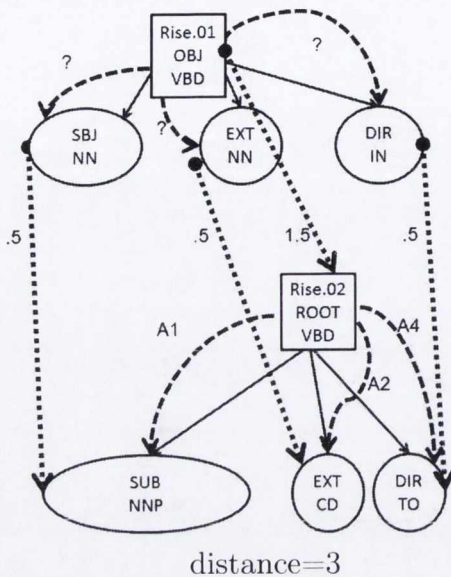 Rise.01
OBJ
VBD
?
?
?
SBJ
NN
EXT
NN
DIR
IN
.5
.5
1.5
.5
Rise.02
ROOT
VBD
A1
A2
A4
SUB
NNP
EXT
CD
DIR
TO
distance=3